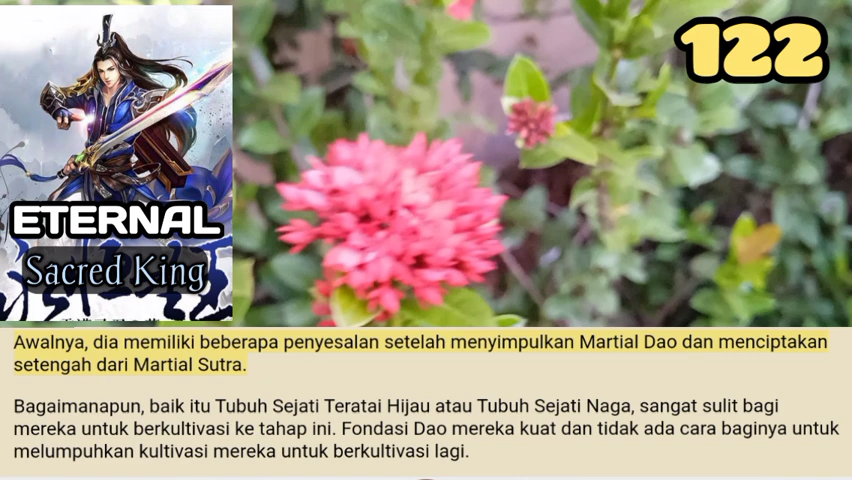 122
ETERNAL
Sacred King
Awalnya, dia memiliki beberapa penyesalan setelah menyimpulkan Martial Dao dan menciptakan
setengah dari Martial Sutra.
Bagaimanapun, baik itu Tubuh Sejati Teratai Hijau atau Tubuh Sejati Naga, sangat sulit bagi
mereka untuk berkultivasi ke tahap ini. Fondasi Dao mereka kuat dan tidak ada cara baginya untuk
melumpuhkan kultivasi mereka untuk berkultivasi lagi.